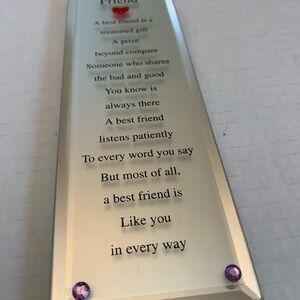 Friend
A best friend is a
treasured gift
A prize
beyond compare
Someone who shares
the bad and good
You know is
always there
A best friend
listens patiently
To every word you say
But most of all,
a best friend is
Like you
in every way